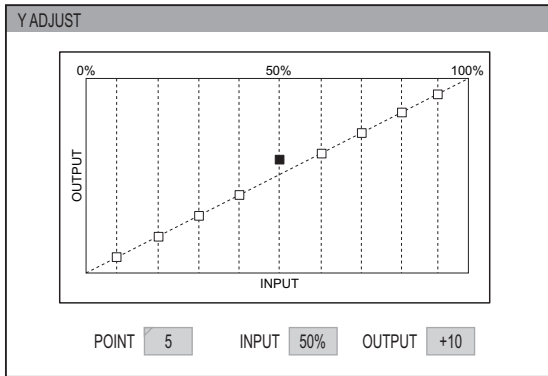 Y ADJUST
0% 50% 100%
OUTPUT
INPUT
POINT 5 INPUT 50% OUTPUT +10